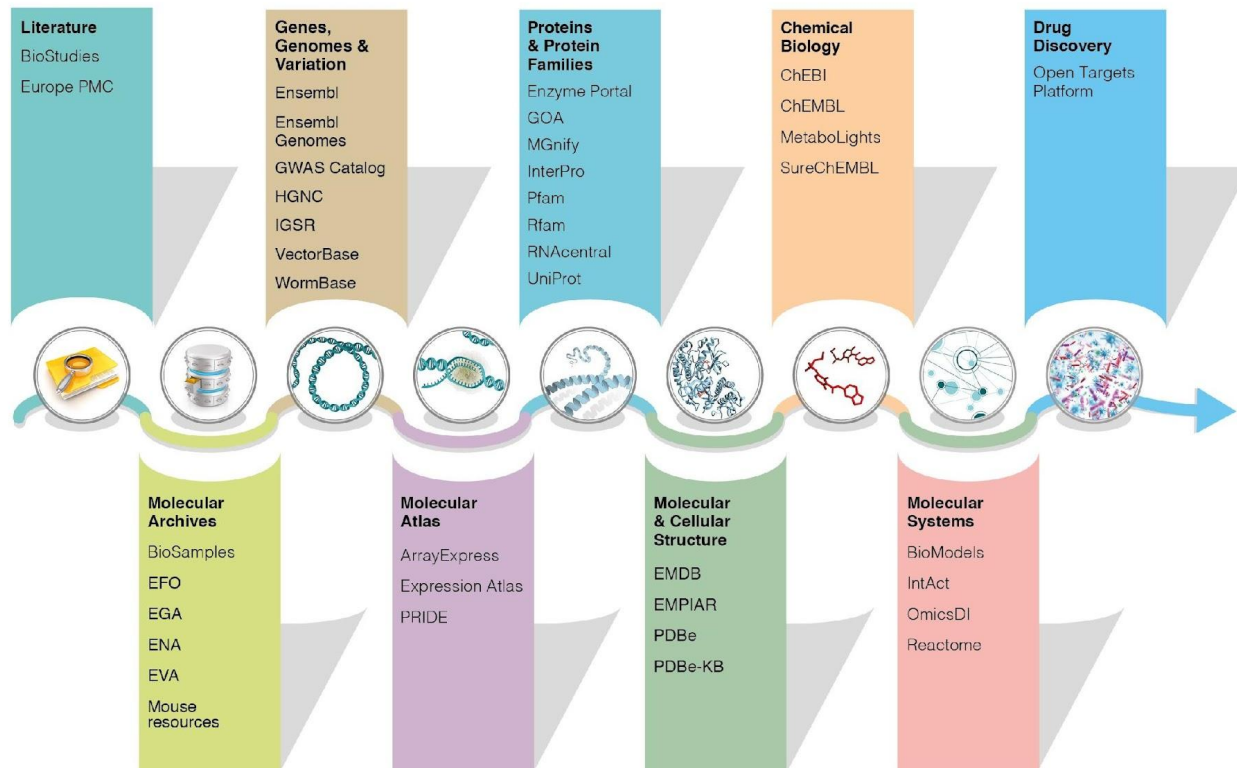 Literature
BioStudies
Europe PMC
Genes,
Genomes &
Variation
Ensembl
Ensembl
Genomes
GWAS Catalog
HGNC
IGSR
VectorBase
WormBase
Proteins
& Protein
Families
Enzyme Portal
GOA
MGnify
InterPro
Pfam
Rfam
RNAcentral
UniProt
Chemical
Biology
ChEBI
ChEMBL
MetaboLights
SureChEMBL
Drug
Discovery
Open Targets
Platform
Molecular
Archives
BioSamples
EFO
EGA
ENA
EVA
Mouse
resources
Molecular
Atlas
ArrayExpress
Expression Atlas
PRIDE
Molecular
& Cellular
Structure
EMDB
EMPIAR
PDBe
PDBe-KB
Molecular
Systems
BioModels
IntAct
OmicsDI
Reactome